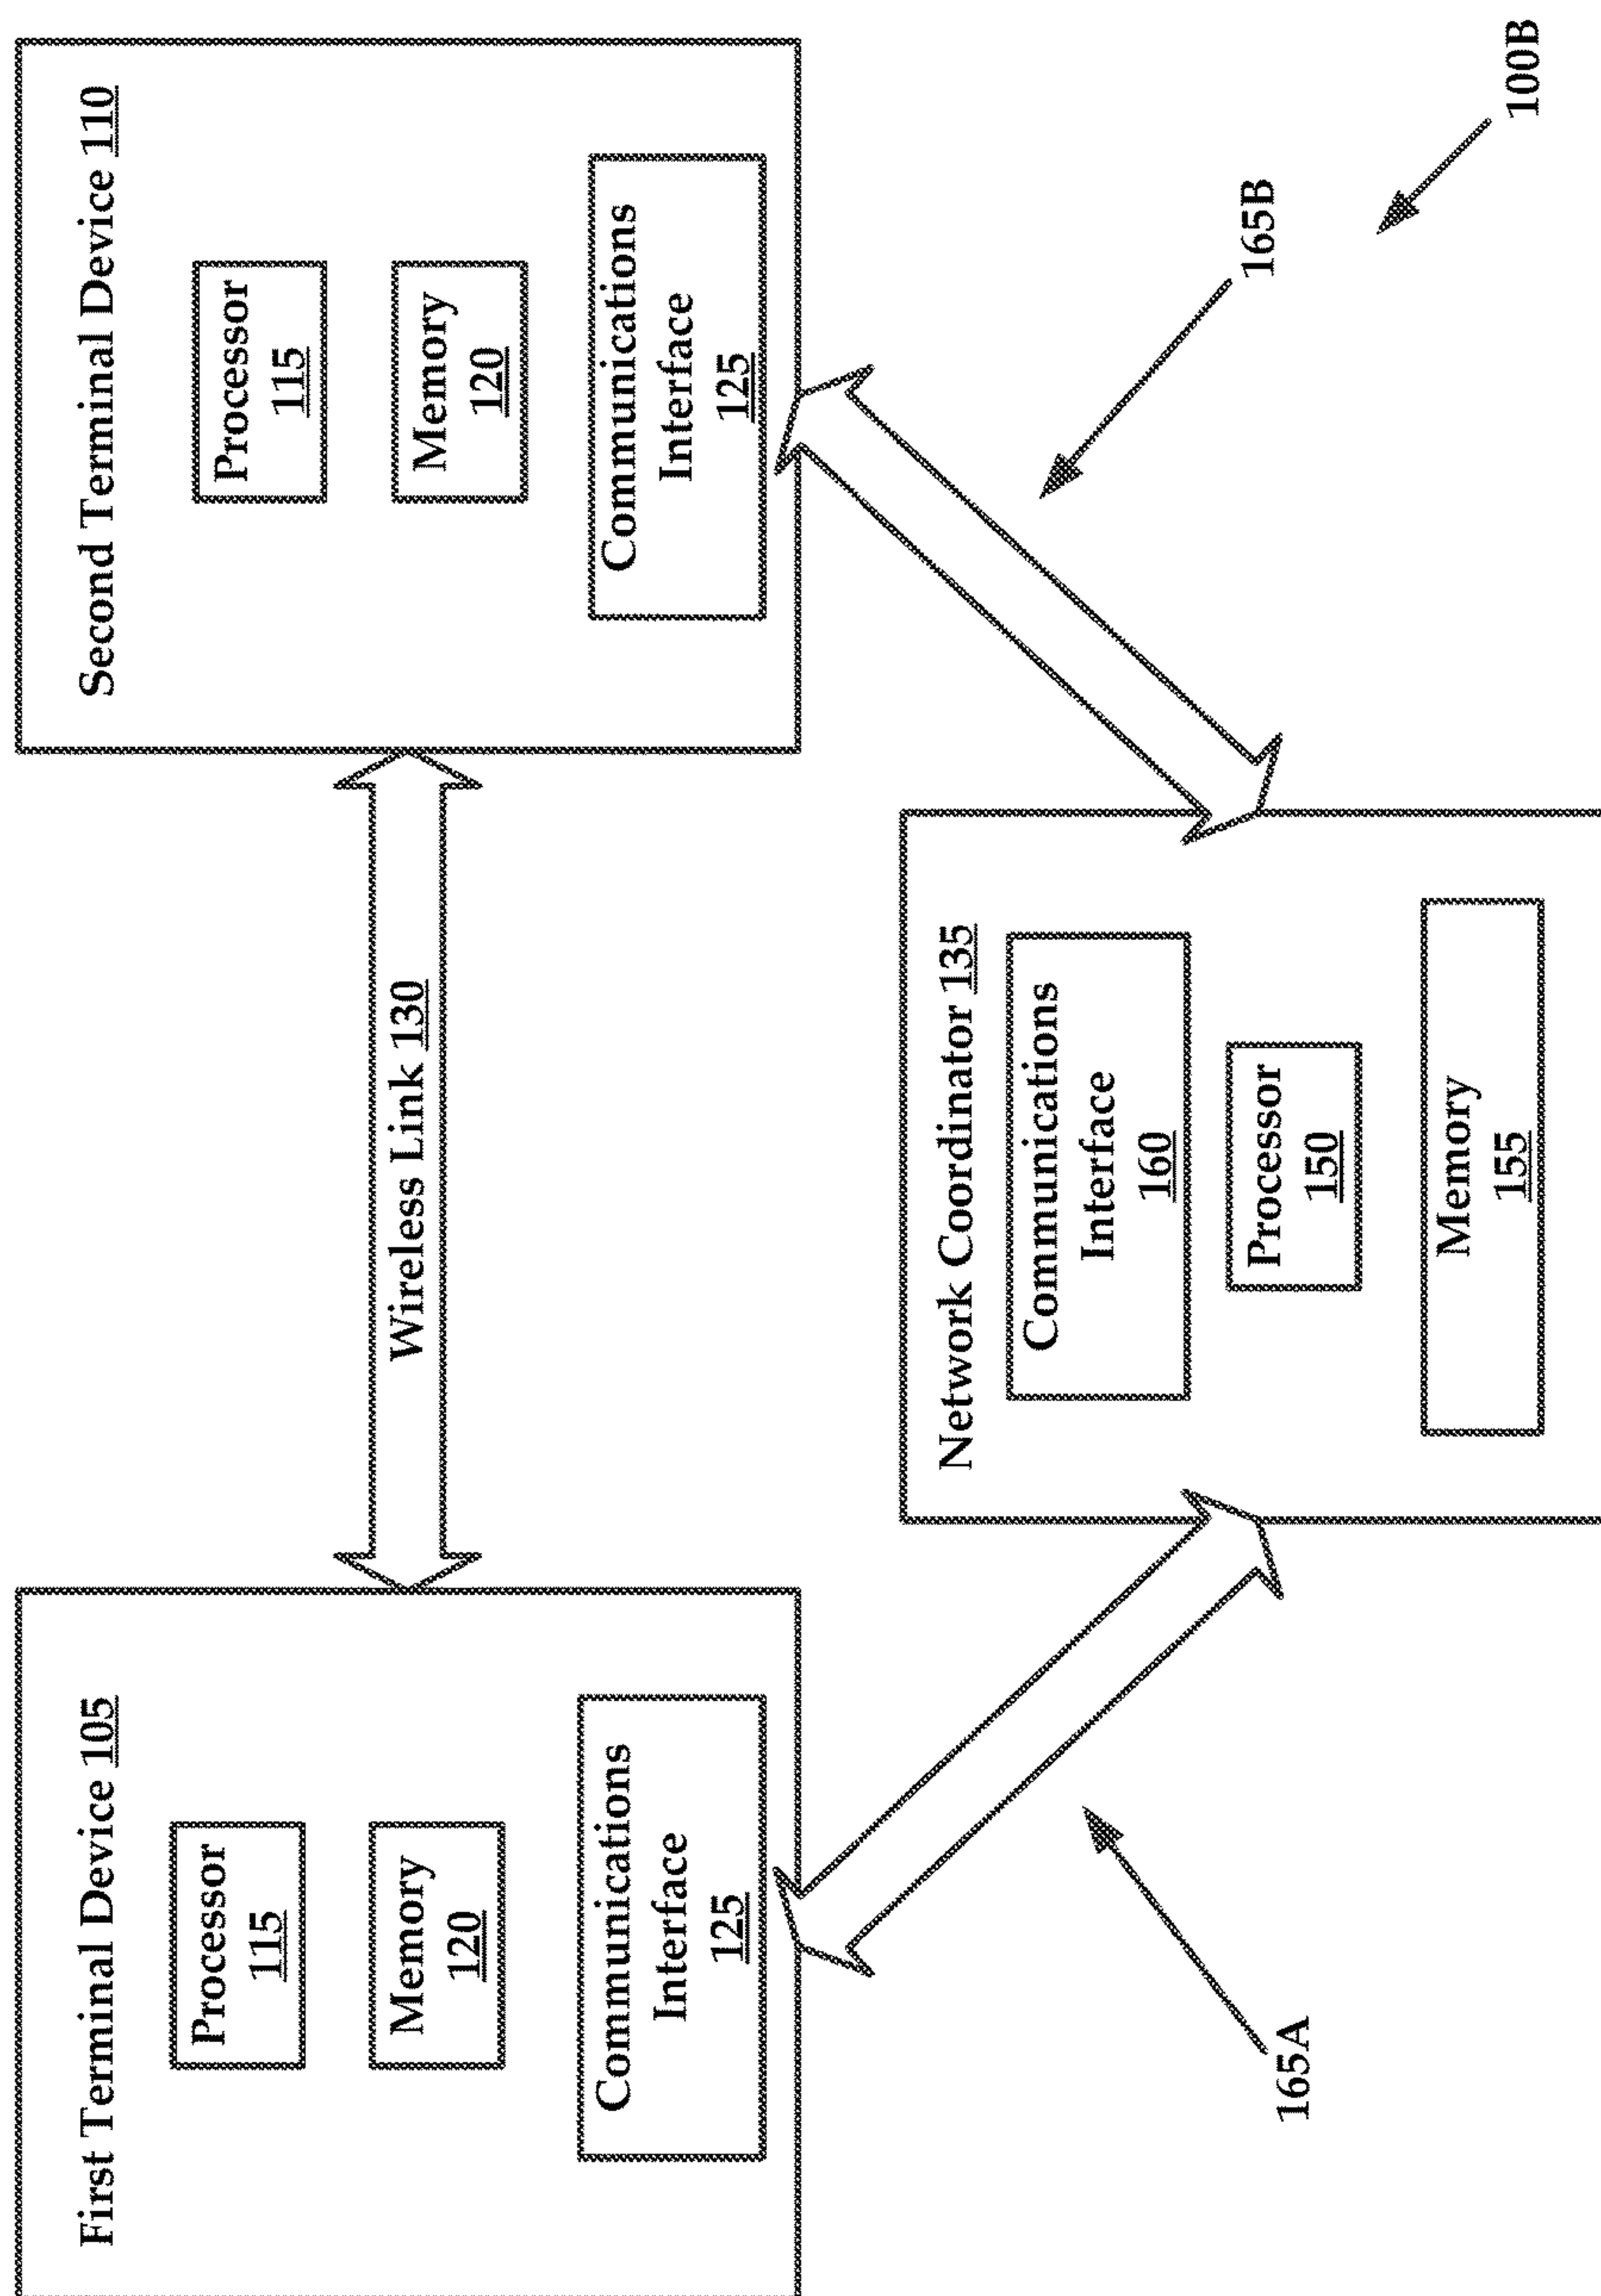 First Terminal Device 105
Processor
115
Memory
120
Communications
Interface
125
Wireless Link 130
Second Terminal Device 110
Processor
115
Memory
120
Communications
Interface
125
Network Coordinator 135
Communications
Interface
160
Processor
150
Memory
155
165A
165B
100B